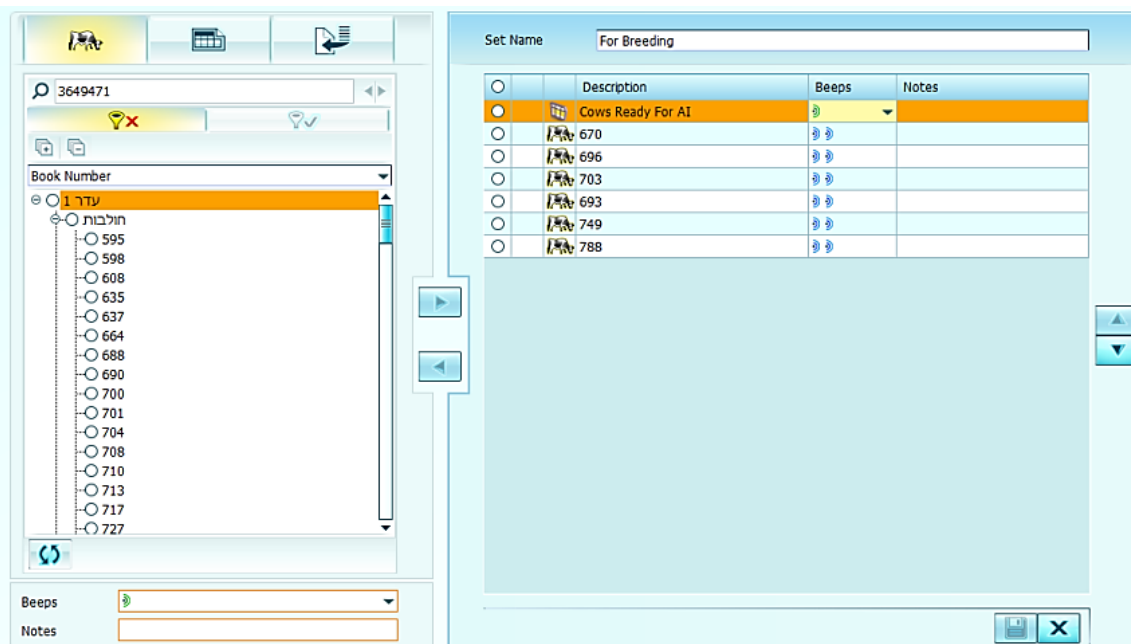 3649471
Book Number
עדר 1
חולבות
595
598
608
635
637
664
688
690
700
701
704
708
710
713
717
727
Beeps
Notes
Set Name For Breeding
Description Beeps Notes
Cows Ready For AI
670
696
703
693
749
788